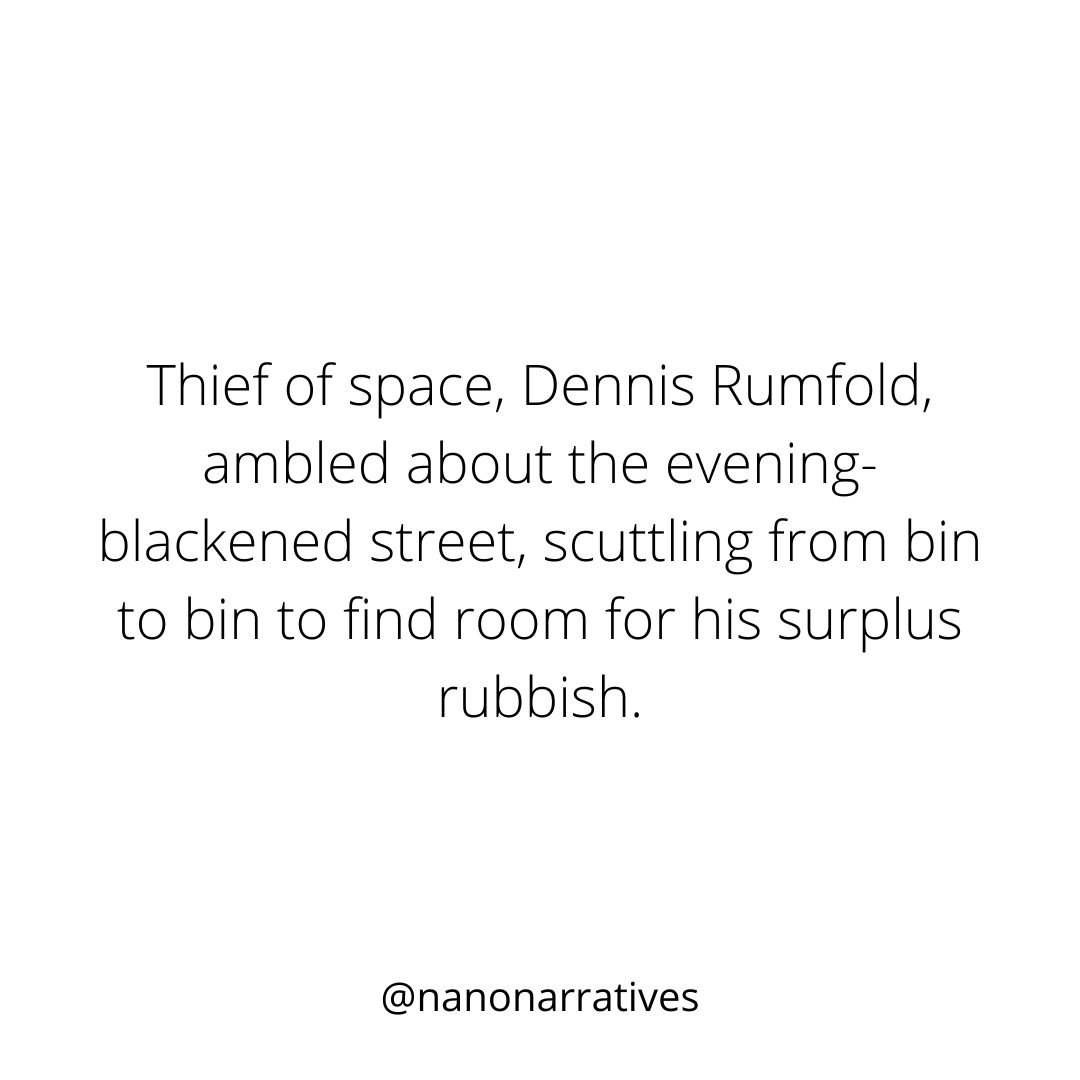 Thief of space, Dennis Rumfold,
ambled about the evening-
blackened street, scuttling from bin
to bin to find room for his surplus
rubbish.
@nanonarratives